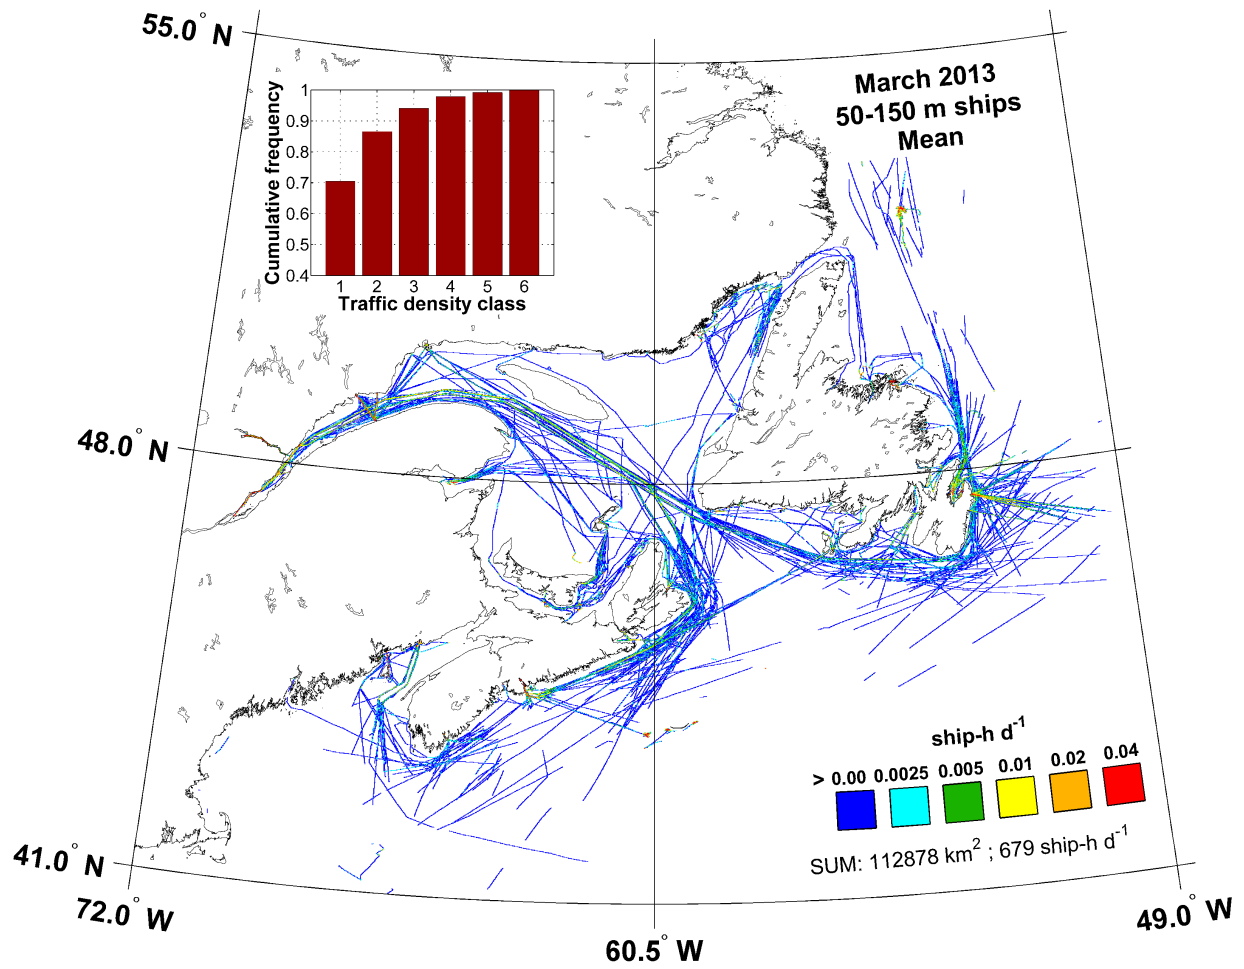 55.0° N
March 2013
50-150 m ships
Mean
Cumulative frequency
1
0.9
0.8
0.7
0.6
0.5
0.4
1 2 3 4 5 6
Traffic density class
48.0° N
ship-h d⁻¹
> 0.00 0.0025 0.005 0.01 0.02 0.04
SUM: 112878 km² ; 679 ship-h d⁻¹
41.0° N
72.0° W
60.5° W
49.0° W